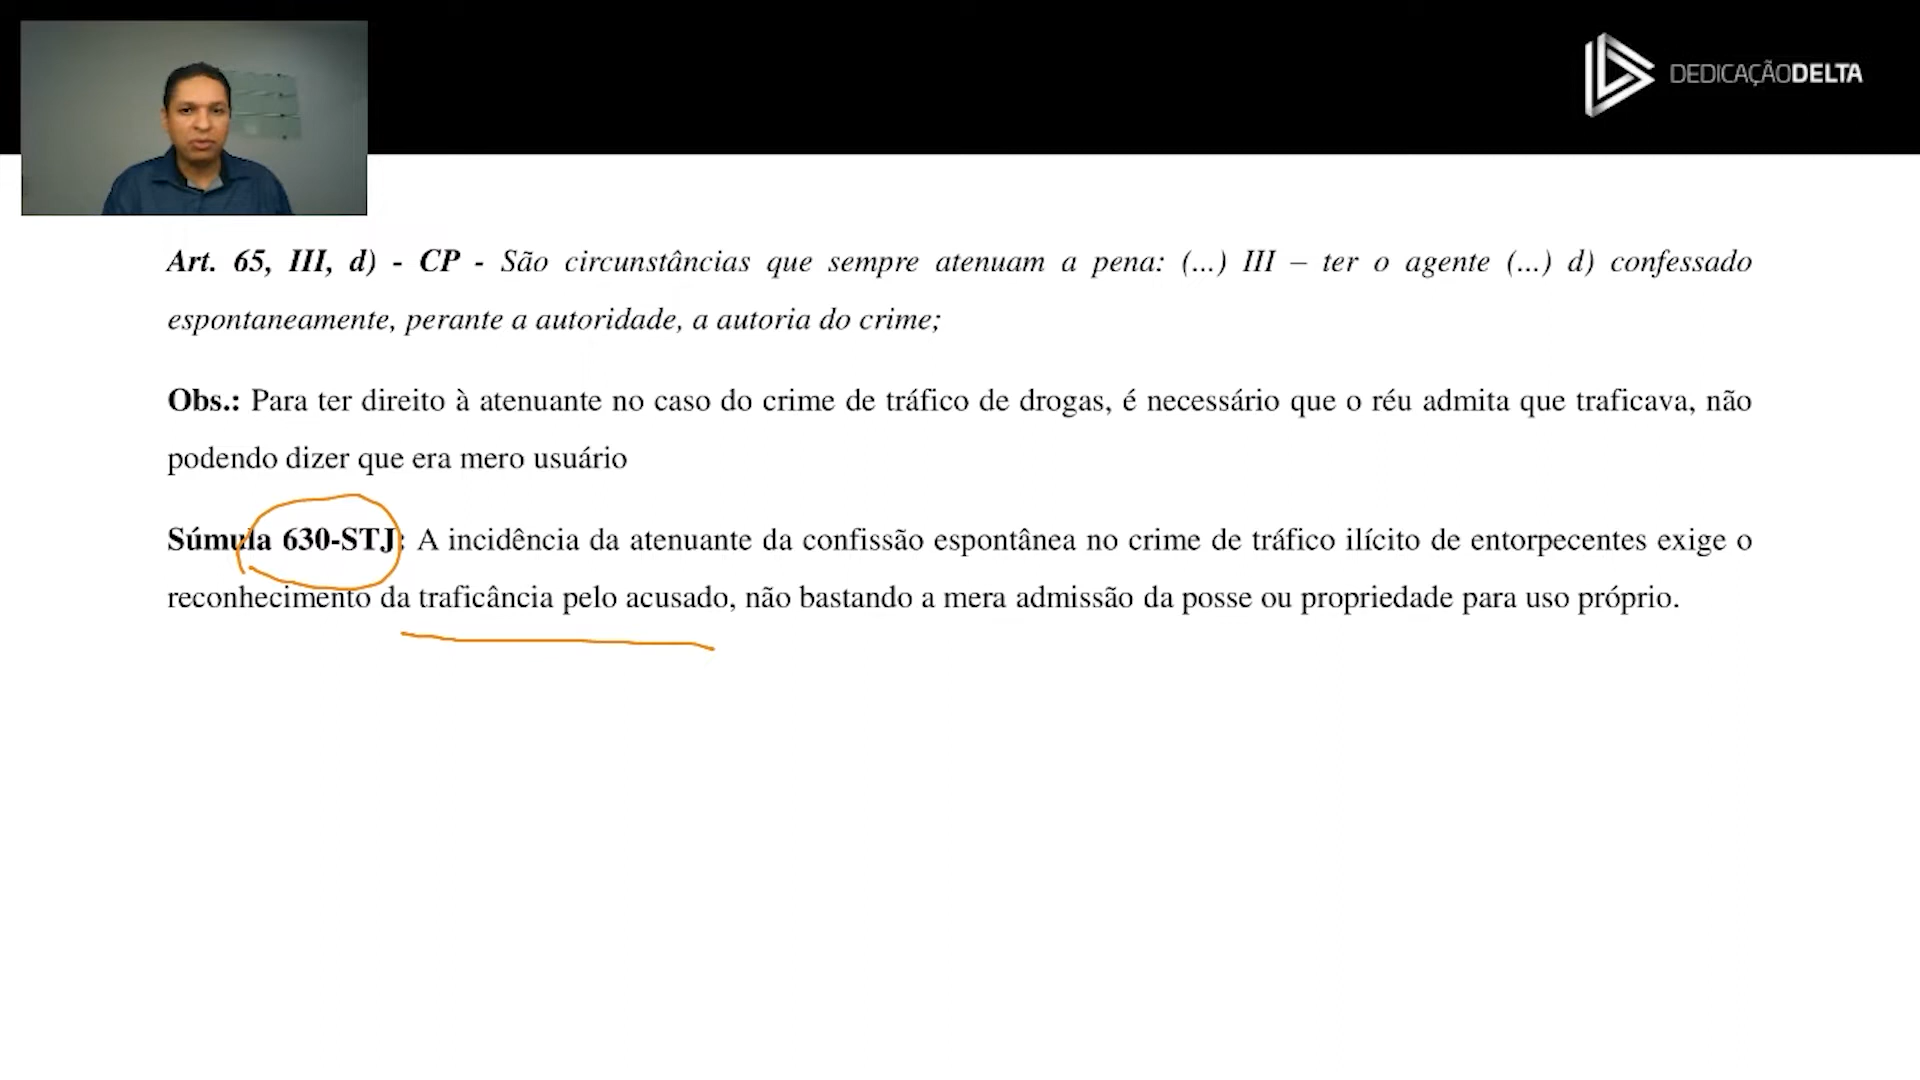 DEDICAÇÃODELTA
Art. 65, III, d) - CP - São circunstâncias que sempre atenuam a pena: (...) III – ter o agente (...) d) confessado
espontaneamente, perante a autoridade, a autoria do crime;
Obs.: Para ter direito à atenuante no caso do crime de tráfico de drogas, é necessário que o réu admita que traficava, não
podendo dizer que era mero usuário
Súmula 630-STJ: A incidência da atenuante da confissão espontânea no crime de tráfico ilícito de entorpecentes exige o
reconhecimento da traficância pelo acusado, não bastando a mera admissão da posse ou propriedade para uso próprio.